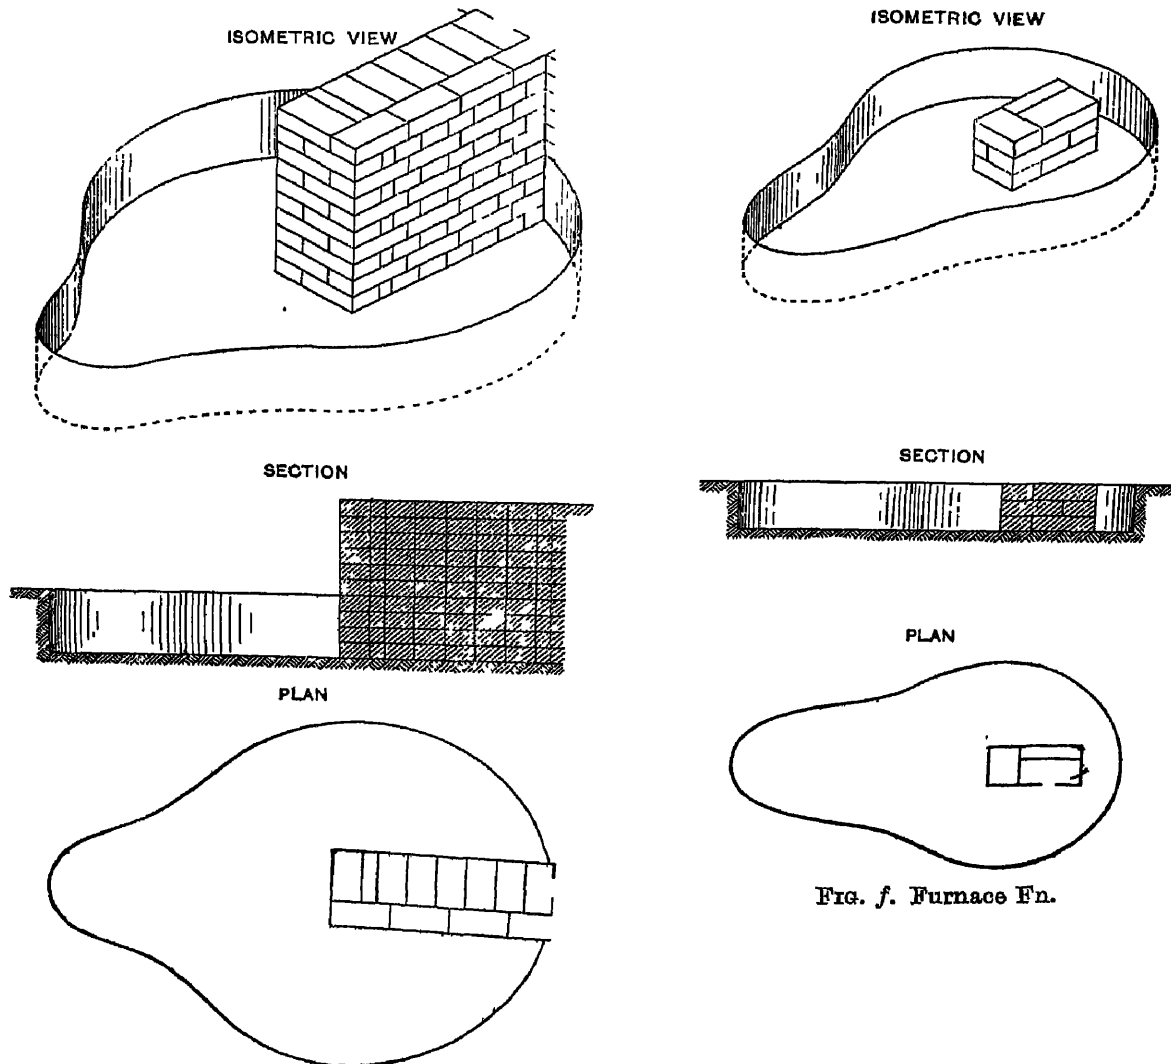 ISOMETRIC VIEW
SECTION
PLAN
ISOMETRIC VIEW
SECTION
PLAN
FIG. f. Furnace Fn.